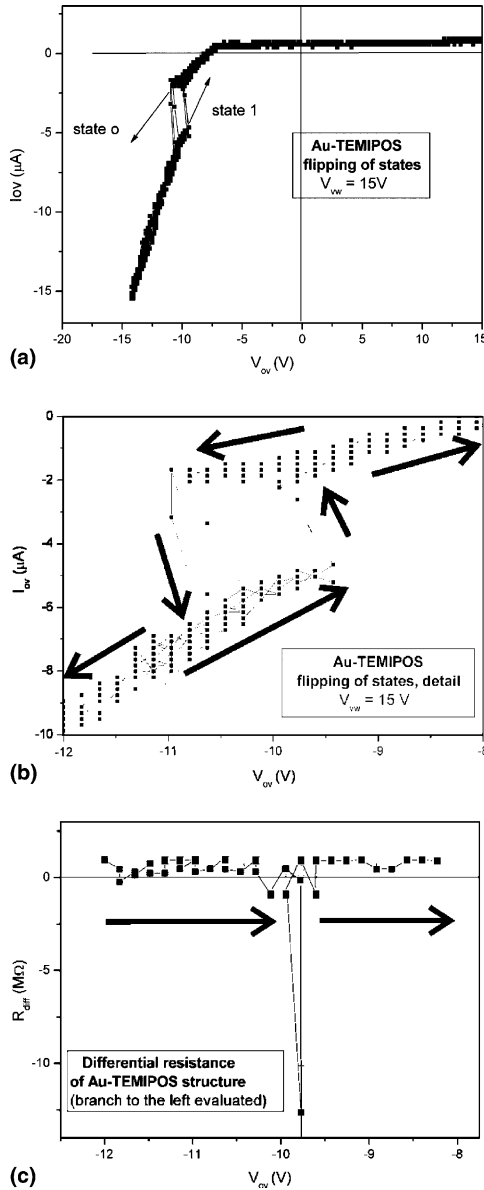 0
-5
-10
-15
Iov (μA)
state o
state 1
Au-TEMIPOS
flipping of states
Vvw = 15V
-20 -15 -10 -5 0 5 10 15
Vov (V)
(a)
0
-2
-4
-6
-8
-10
Iov (μA)
Au-TEMIPOS
flipping of states, detail
Vvw = 15 V
-12 -11 -10 -9 -8
Vov (V)
(b)
5
0
-5
-10
Rdiff (MΩ)
Differential resistance
of Au-TEMIPOS structure
(branch to the left evaluated)
-12 -11 -10 -9 -8
Vov (V)
(c)